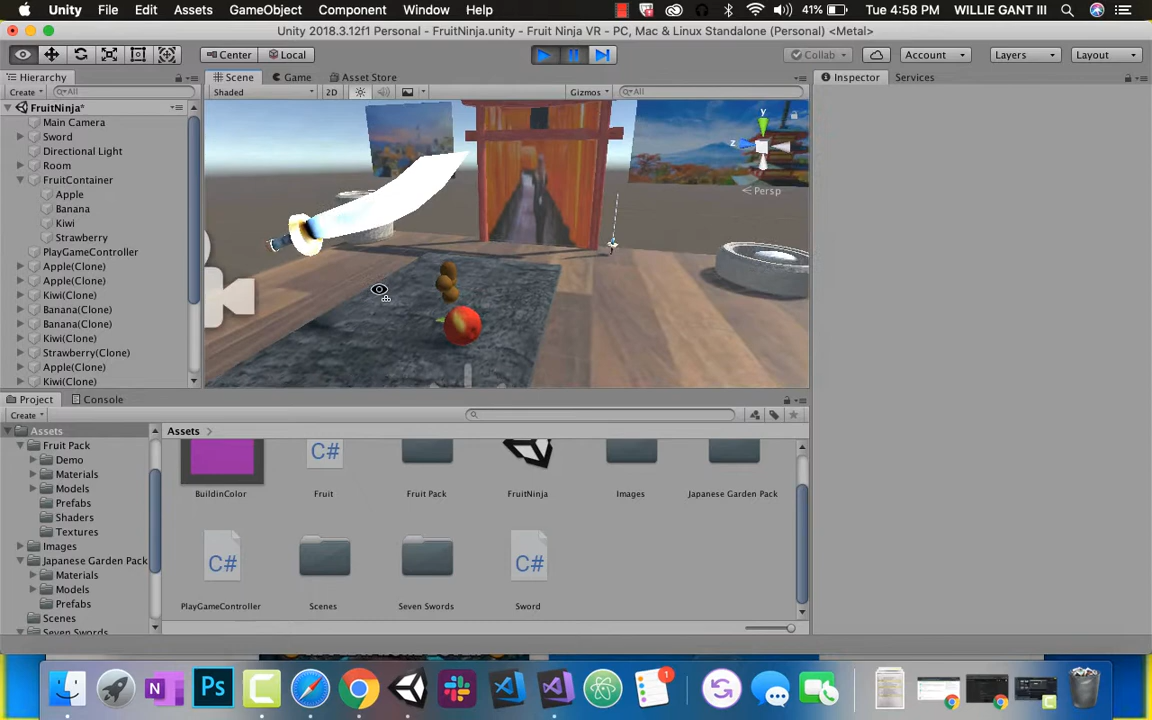 Unity File Edit Assets GameObject Component Window Help 41% Tue 4:58 PM WILLIE GANT III
Unity 2018.3.12f1 Personal - FruitNinja.unity - Fruit Ninja VR - PC, Mac & Linux Standalone (Personal) <Metal>
Center Local Collab Account Layers Layout
Hierarchy
Create All
FruitNinja*
Main Camera
Sword
Directional Light
Room
FruitContainer
Apple
Banana
Kiwi
Strawberry
PlayGameController
Apple(Clone)
Apple(Clone)
Kiwi(Clone)
Banana(Clone)
Banana(Clone)
Kiwi(Clone)
Strawberry(Clone)
Apple(Clone)
Kiwi(Clone)
Scene Game Asset Store
Shaded 2D Gizmos All
y
z
Persp
Inspector Services
Project Console
Create
Assets
Fruit Pack
Demo
Materials
Models
Prefabs
Shaders
Textures
Images
Japanese Garden Pack
Materials
Models
Prefabs
Scenes
Seven Swords
Assets
C#
BuildinColor Fruit Fruit Pack FruitNinja Images Japanese Garden Pack
C# C#
PlayGameController Scenes Seven Swords Sword
N Ps C 1